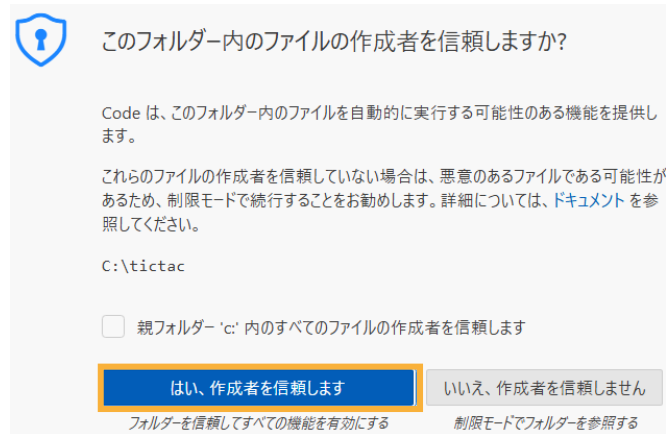 このフォルダー内のファイルの作成者を信頼しますか?
Code は、このフォルダー内のファイルを自動的に実行する可能性のある機能を提供し
ます。
これらのファイルの作成者を信頼していない場合は、悪意のあるファイルである可能性が
あるため、制限モードで続行することをお勧めします。詳細については、ドキュメント を参
照してください。
C:\tictac
親フォルダー 'c:' 内のすべてのファイルの作成者を信頼します
はい、作成者を信頼します
いいえ、作成者を信頼しません
フォルダーを信頼してすべての機能を有効にする
制限モードでフォルダーを参照する